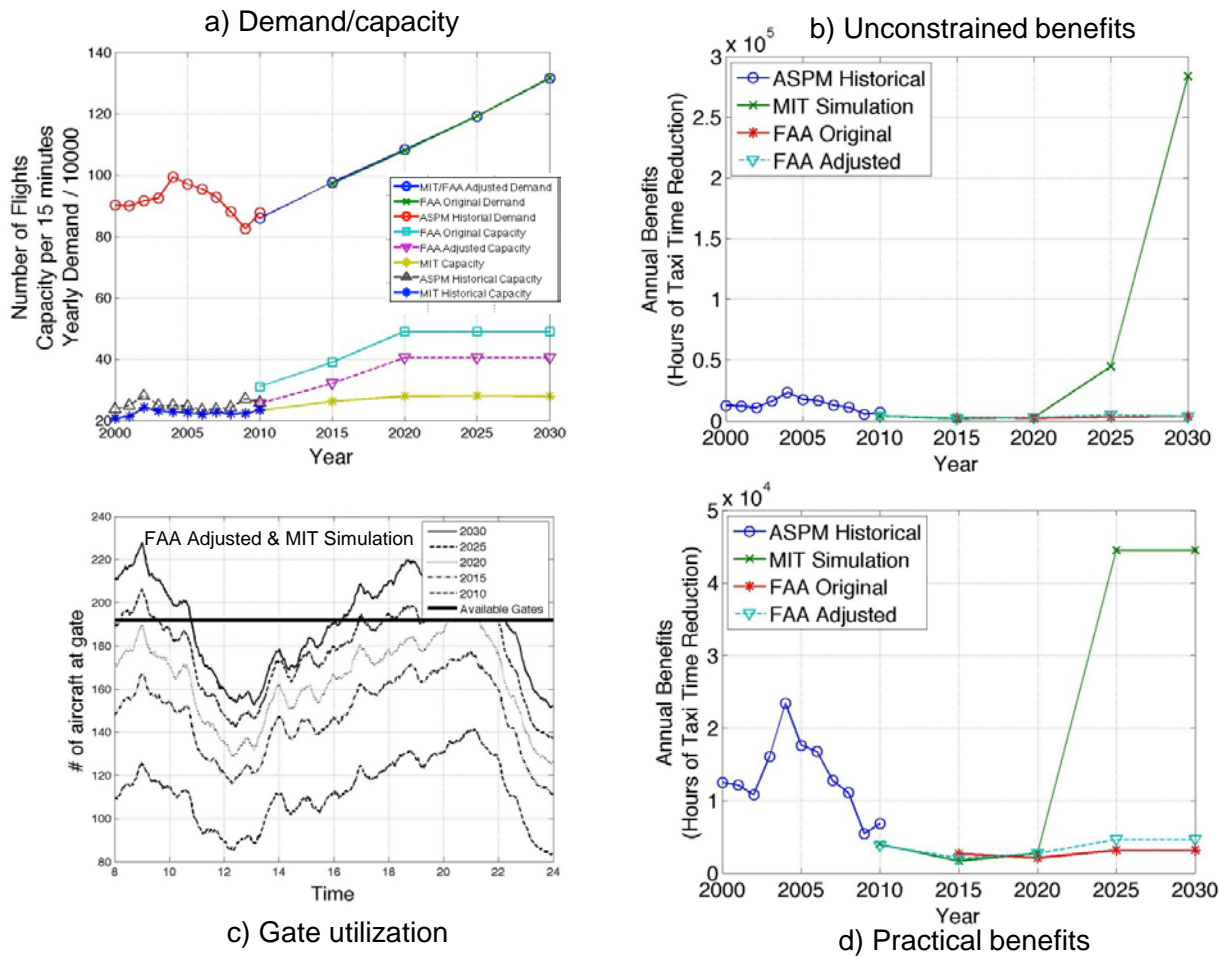 a) Demand/capacity
140
120
100
80
60
40
20
2000
2005
2010
2015
2020
2025
2030
Number of Flights
Capacity per 15 minutes
Yearly Demand / 10000
Year
MIT/FAA Adjusted Demand
FAA Original Demand
ASPM Historial Demand
FAA Original Capacity
FAA Adjusted Capacity
MIT Capacity
ASPM Historical Capacity
MIT Historical Capacity
b) Unconstrained benefits
x 10⁵
3
2.5
2
1.5
1
0.5
0
2000
2005
2010
2015
2020
2025
2030
Annual Benefits
(Hours of Taxi Time Reduction)
Year
ASPM Historical
MIT Simulation
FAA Original
FAA Adjusted
240
220
200
180
160
140
120
100
80
8
10
12
14
16
18
20
22
24
# of aircraft at gate
Time
FAA Adjusted & MIT Simulation
2030
2025
2020
2015
2010
Available Gates
c) Gate utilization
x 10⁴
5
4
3
2
1
0
2000
2005
2010
2015
2020
2025
2030
Annual Benefits
(Hours of Taxi Time Reduction)
Year
ASPM Historical
MIT Simulation
FAA Original
FAA Adjusted
d) Practical benefits